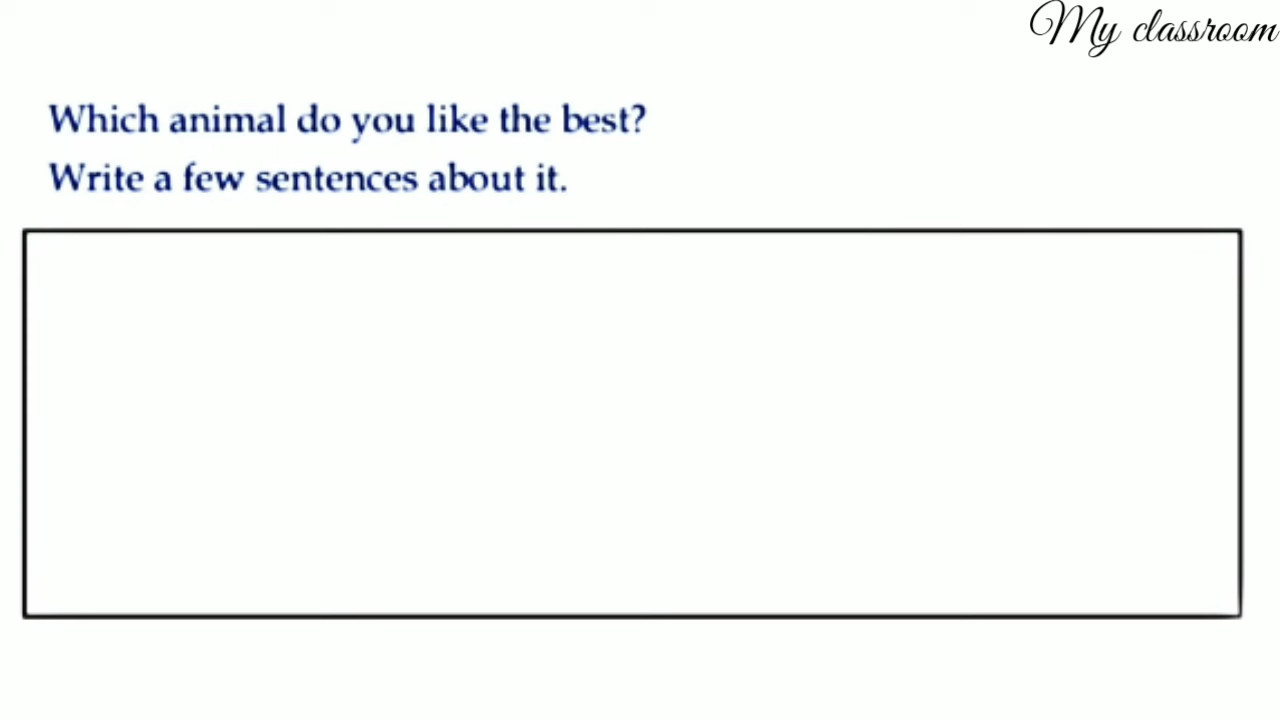 My classroom
Which animal do you like the best?
Write a few sentences about it.